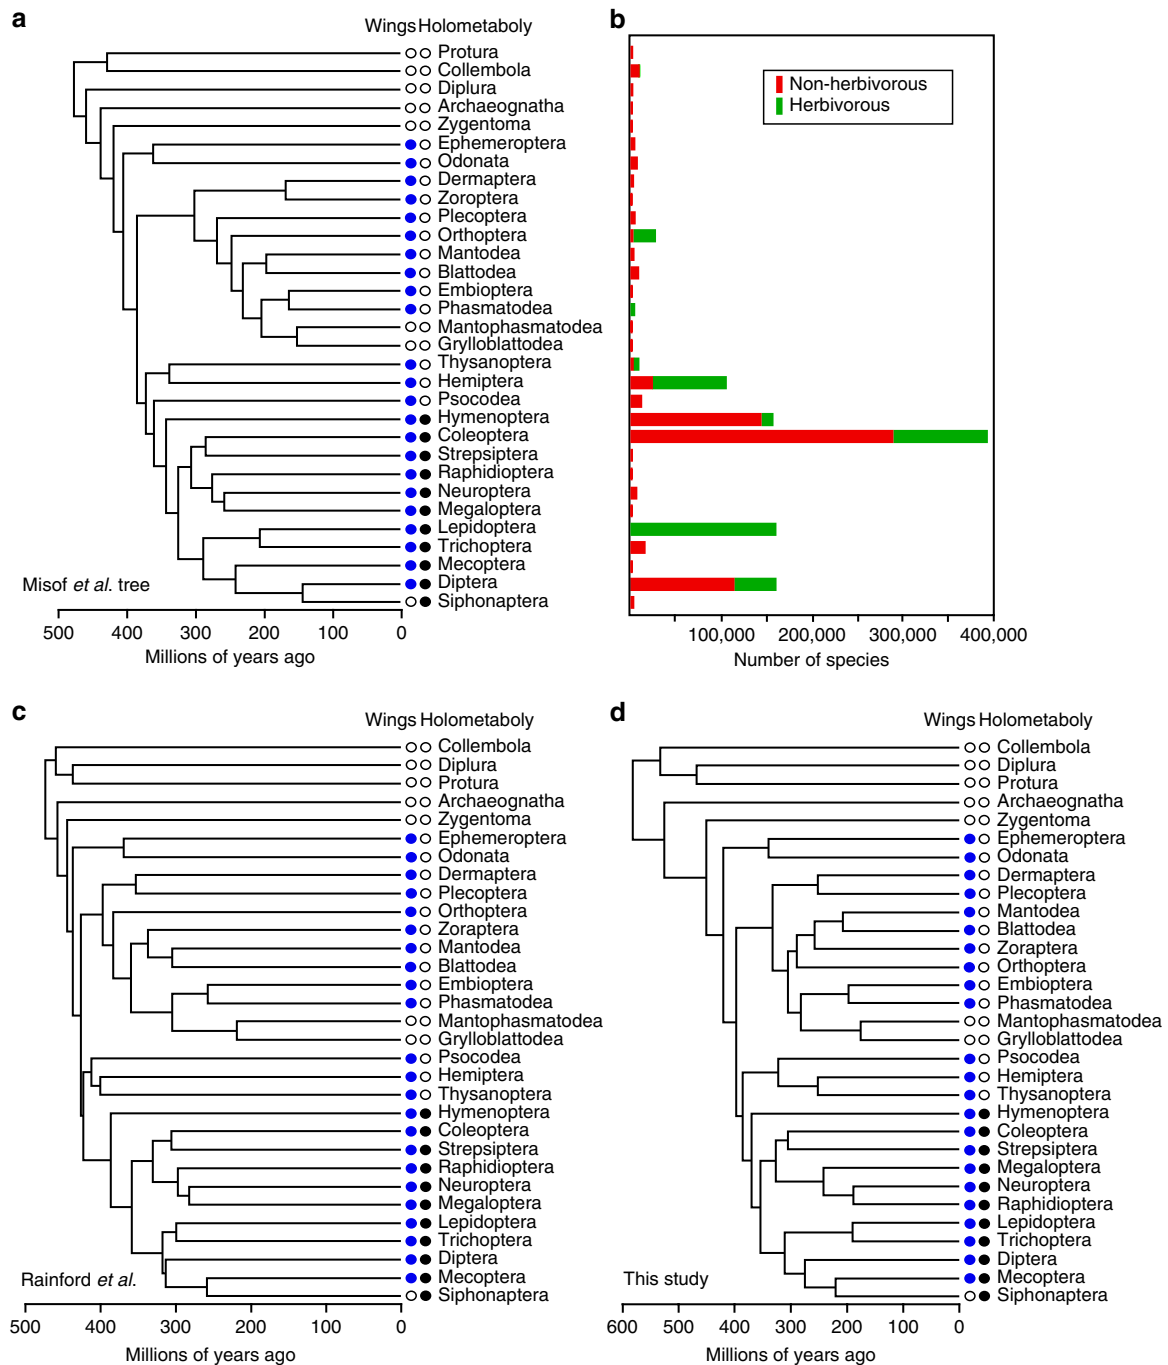 a
Wings Holometaboly
Protura
Collembola
Diplura
Archaeognatha
Zygentoma
Ephemeroptera
Odonata
Dermaptera
Zoroptera
Plecoptera
Orthoptera
Mantodea
Blattodea
Embioptera
Phasmatodea
Mantophasmatodea
Grylloblattodea
Thysanoptera
Hemiptera
Psocodea
Hymenoptera
Coleoptera
Strepsiptera
Raphidioptera
Neuroptera
Megaloptera
Lepidoptera
Trichoptera
Mecoptera
Diptera
Siphonaptera
Misof et al. tree
500 400 300 200 100 0
Millions of years ago
b
Non-herbivorous
Herbivorous
100,000 200,000 300,000 400,000
Number of species
c
Wings Holometaboly
Collembola
Diplura
Protura
Archaeognatha
Zygentoma
Ephemeroptera
Odonata
Dermaptera
Plecoptera
Orthoptera
Zoraptera
Mantodea
Blattodea
Embioptera
Phasmatodea
Mantophasmatodea
Grylloblattodea
Psocodea
Hemiptera
Thysanoptera
Hymenoptera
Coleoptera
Strepsiptera
Raphidioptera
Neuroptera
Megaloptera
Lepidoptera
Trichoptera
Diptera
Mecoptera
Siphonaptera
Rainford et al.
500 400 300 200 100 0
Millions of years ago
d
Wings Holometaboly
Collembola
Diplura
Protura
Archaeognatha
Zygentoma
Ephemeroptera
Odonata
Dermaptera
Plecoptera
Mantodea
Blattodea
Zoraptera
Orthoptera
Embioptera
Phasmatodea
Mantophasmatodea
Grylloblattodea
Psocodea
Hemiptera
Thysanoptera
Hymenoptera
Coleoptera
Strepsiptera
Megaloptera
Neuroptera
Raphidioptera
Lepidoptera
Trichoptera
Diptera
Mecoptera
Siphonaptera
This study
600 500 400 300 200 100 0
Millions of years ago